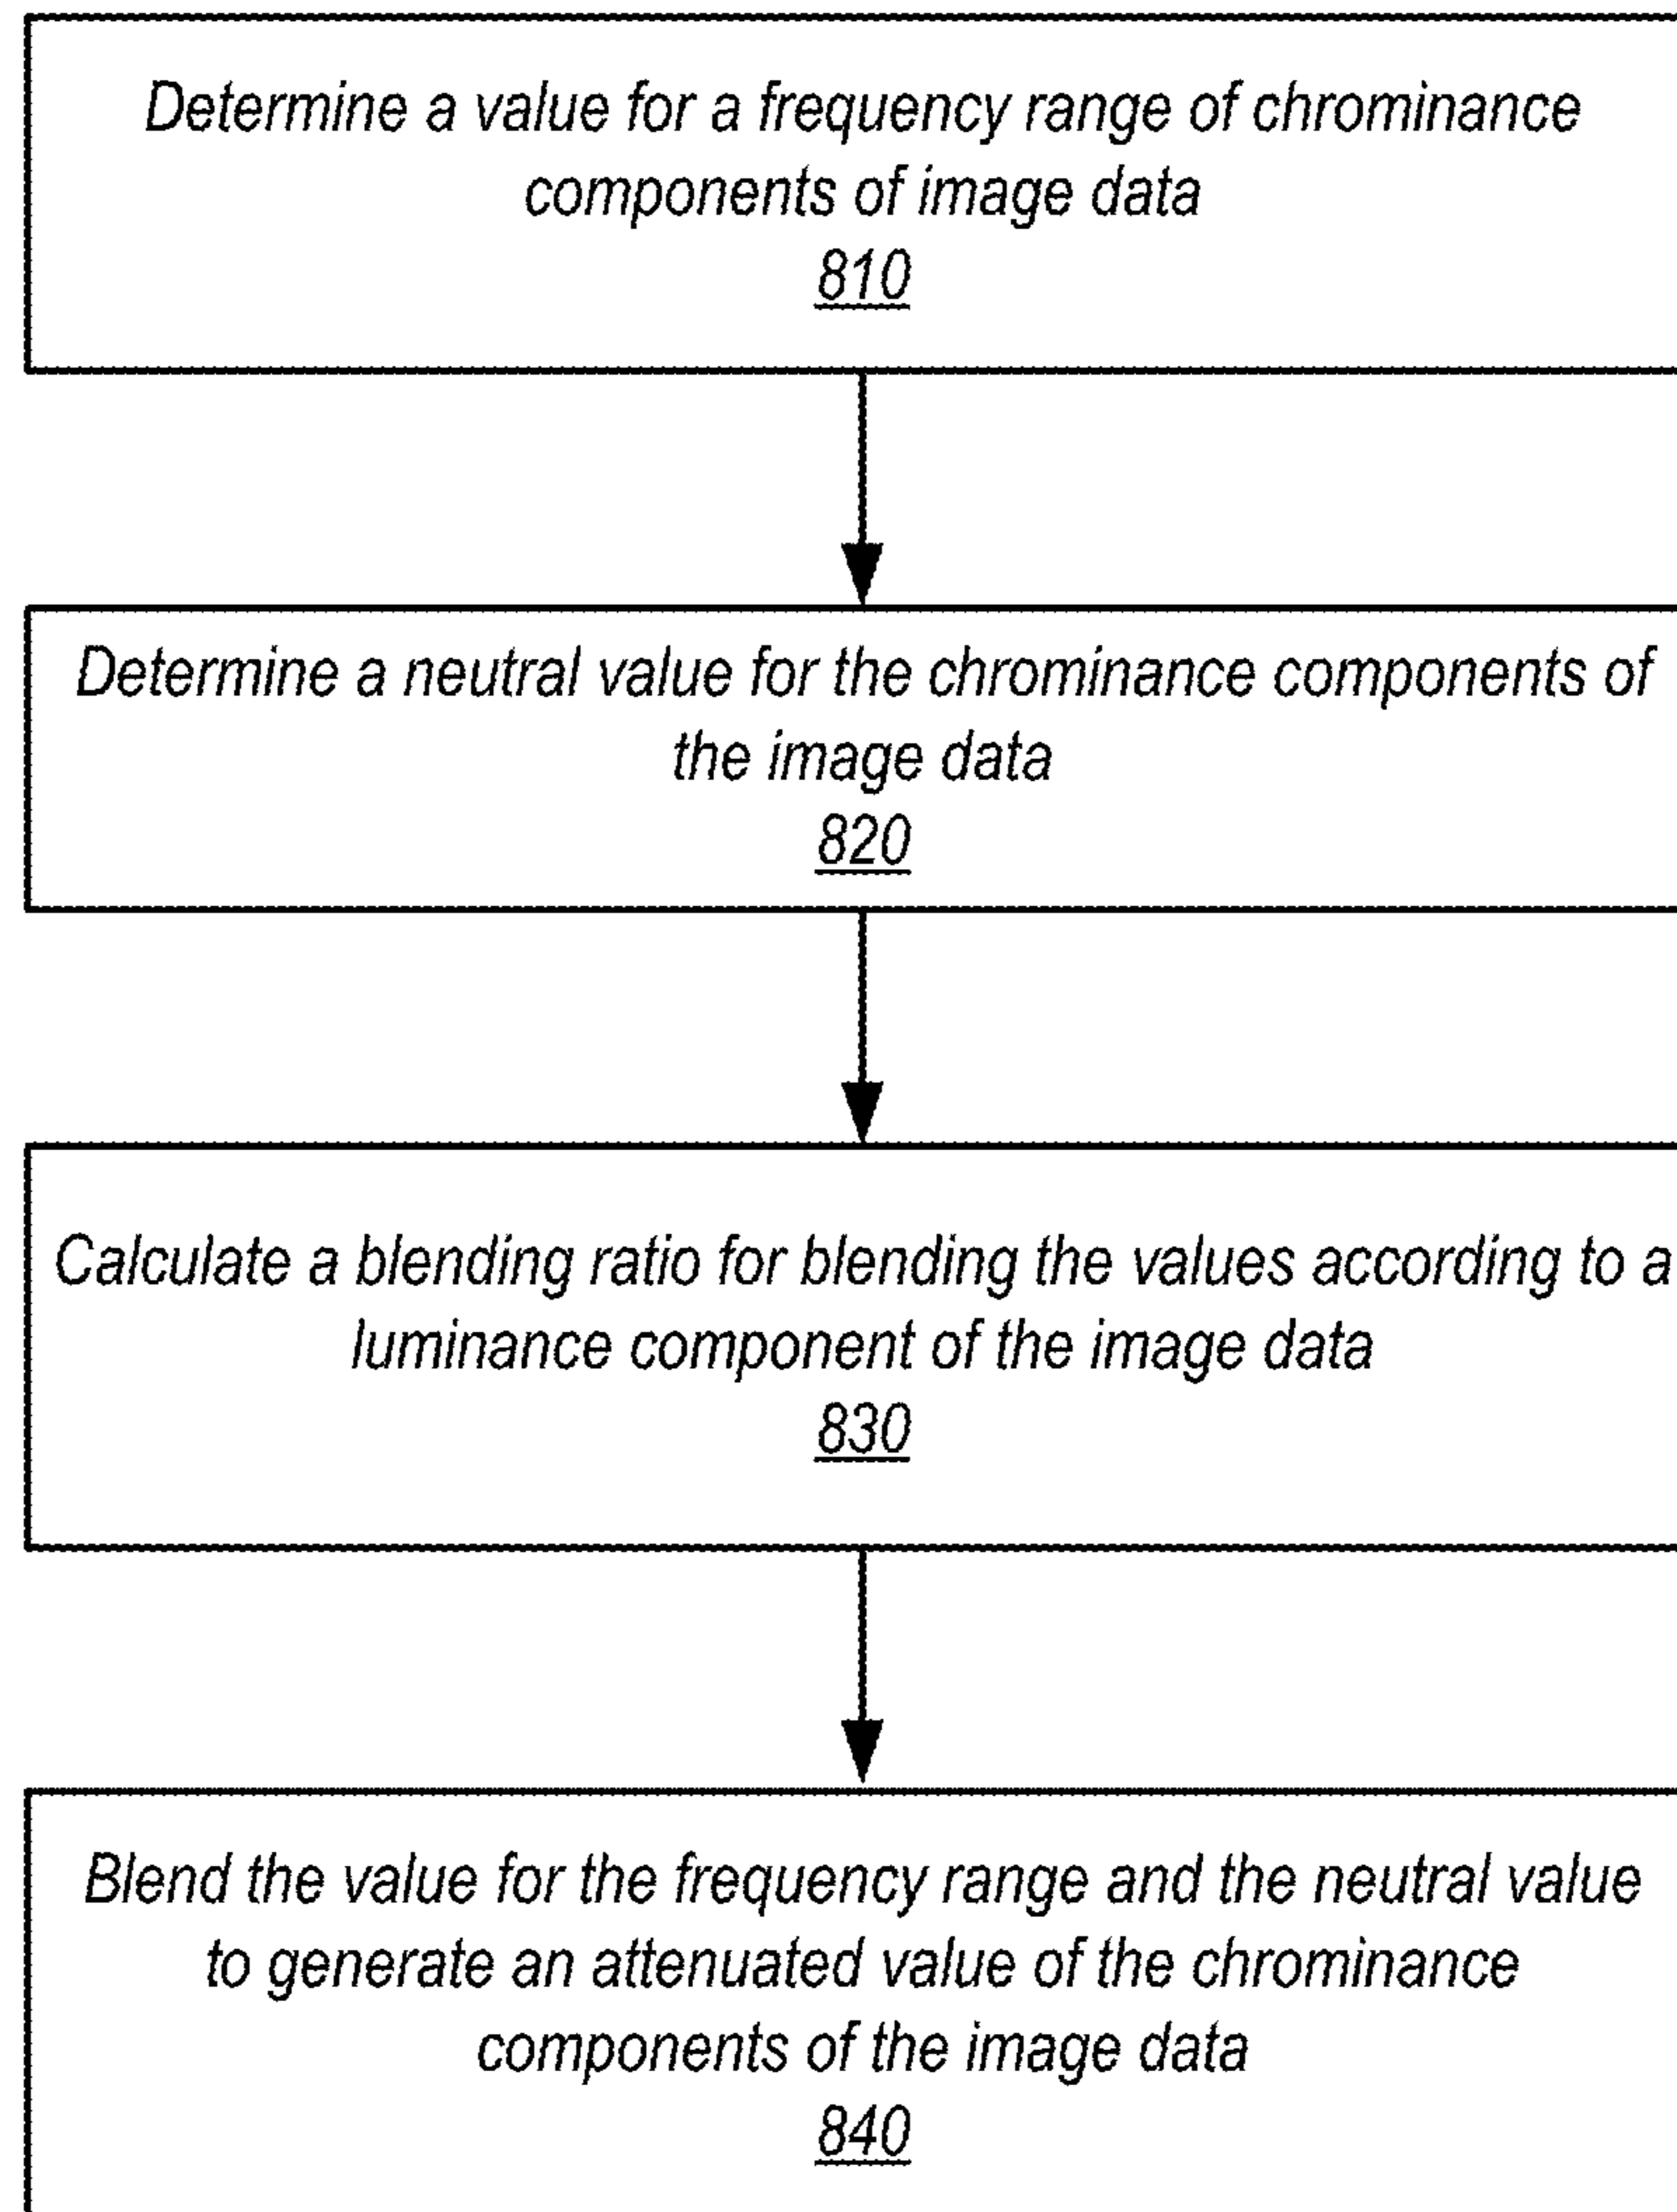 Determine a value for a frequency range of chrominance
components of image data
810
Determine a neutral value for the chrominance components of
the image data
820
Calculate a blending ratio for blending the values according to a
luminance component of the image data
830
Blend the value for the frequency range and the neutral value
to generate an attenuated value of the chrominance
components of the image data
840